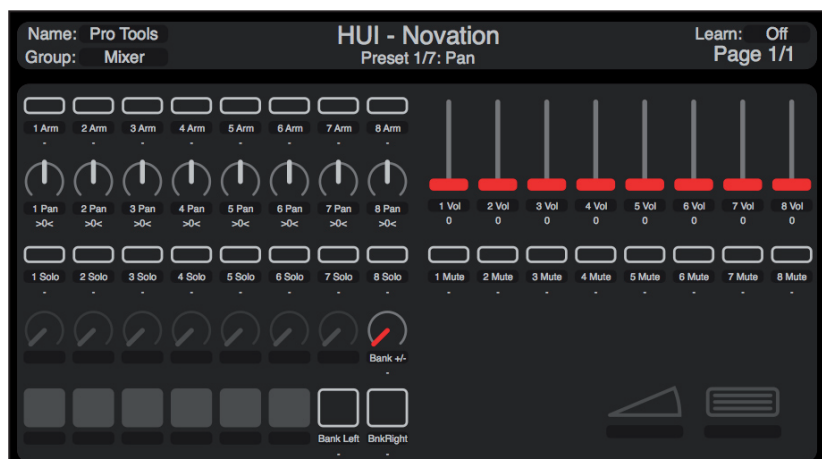 Name: Pro Tools HUI - Novation Learn: Off
Group: Mixer Preset 1/7: Pan Page 1/1
1 Arm 2 Arm 3 Arm 4 Arm 5 Arm 6 Arm 7 Arm 8 Arm
- - - - - - - -
1 Pan 2 Pan 3 Pan 4 Pan 5 Pan 6 Pan 7 Pan 8 Pan 1 Vol 2 Vol 3 Vol 4 Vol 5 Vol 6 Vol 7 Vol 8 Vol
>0< >0< >0< >0< >0< >0< >0< >0< 0 0 0 0 0 0 0 0
1 Solo 2 Solo 3 Solo 4 Solo 5 Solo 6 Solo 7 Solo 8 Solo 1 Mute 2 Mute 3 Mute 4 Mute 5 Mute 6 Mute 7 Mute 8 Mute
- - - - - - - - - - - - - - - -
Bank +/-
-
Bank Left BnkRight
- -